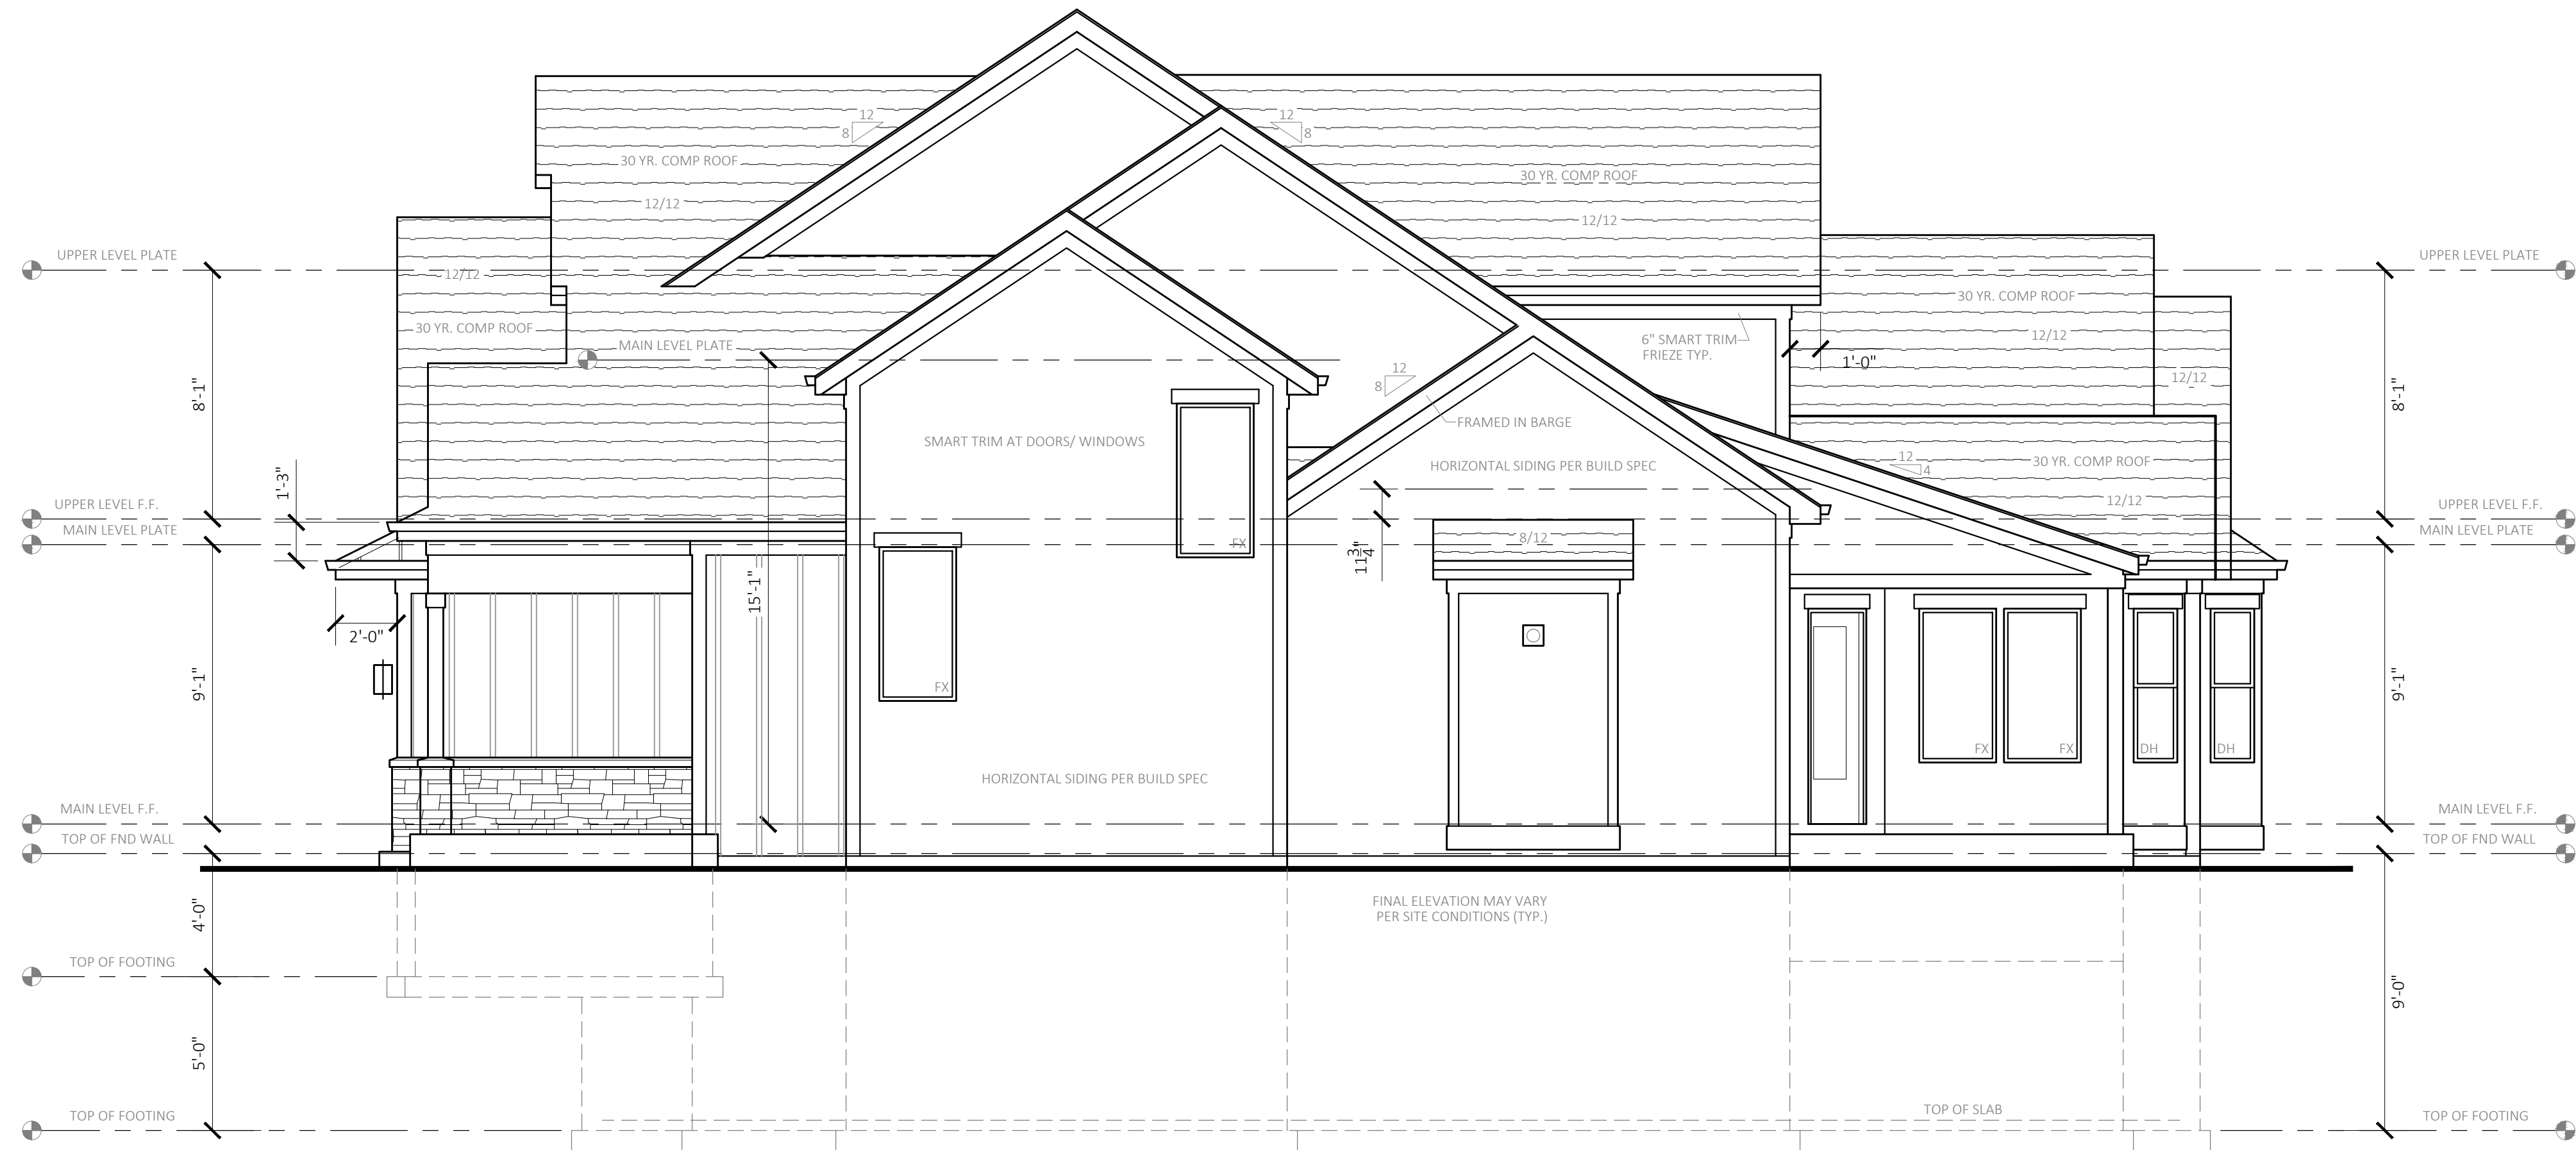 12
8
12
8
30 YR. COMP ROOF
30 YR. COMP ROOF
12/12
12/12
UPPER LEVEL PLATE
UPPER LEVEL PLATE
12/12
30 YR. COMP ROOF
30 YR. COMP ROOF
12/12
MAIN LEVEL PLATE
6" SMART TRIM
FRIEZE TYP.
1'-0"
12
8
12/12
8'-1"
8'-1"
FRAMED IN BARGE
SMART TRIM AT DOORS/ WINDOWS
HORIZONTAL SIDING PER BUILD SPEC
12
4
30 YR. COMP ROOF
12/12
1'-3"
UPPER LEVEL F.F.
UPPER LEVEL F.F.
MAIN LEVEL PLATE
MAIN LEVEL PLATE
FX
8/12
11 3/4
15'-1"
2'-0"
9'-1"
9'-1"
FX
FX
FX
DH
DH
HORIZONTAL SIDING PER BUILD SPEC
MAIN LEVEL F.F.
MAIN LEVEL F.F.
TOP OF FND WALL
TOP OF FND WALL
FINAL ELEVATION MAY VARY
PER SITE CONDITIONS (TYP.)
4'-0"
TOP OF FOOTING
9'-0"
5'-0"
TOP OF SLAB
TOP OF FOOTING
TOP OF FOOTING